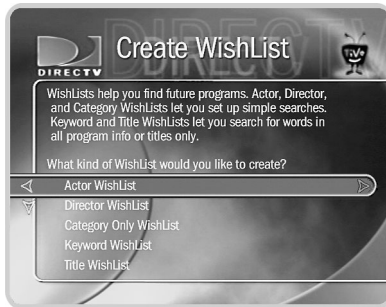 DIRECTV
Create WishList
TiVo
DIRECTV
WishLists help you find future programs. Actor, Director,
and Category WishLists let you set up simple searches.
Keyword and Title WishLists let you search for words in
all program info or titles only.
What kind of WishList would you like to create?
Actor WishList
Director WishList
Category Only WishList
Keyword WishList
Title WishList